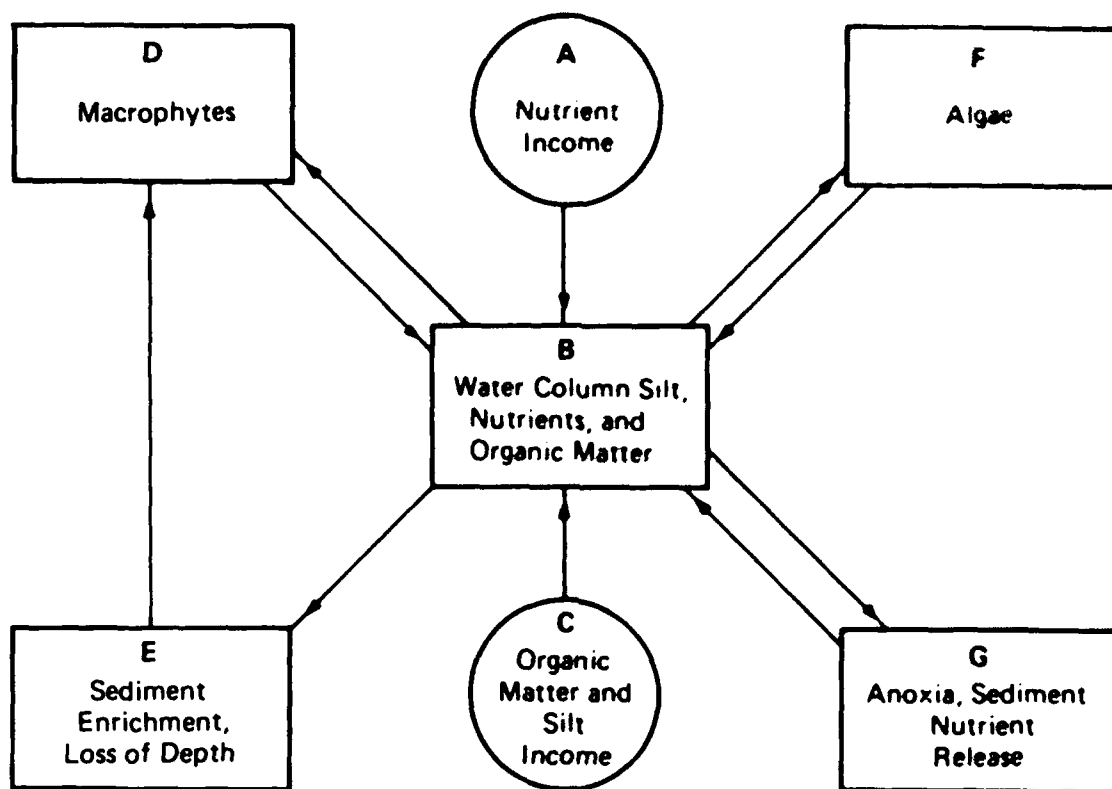 D
Macrophytes
A
Nutrient
Income
F
Algae
B
Water Column Silt,
Nutrients, and
Organic Matter
E
Sediment
Enrichment,
Loss of Depth
C
Organic
Matter and
Silt
Income
G
Anoxia, Sediment
Nutrient
Release